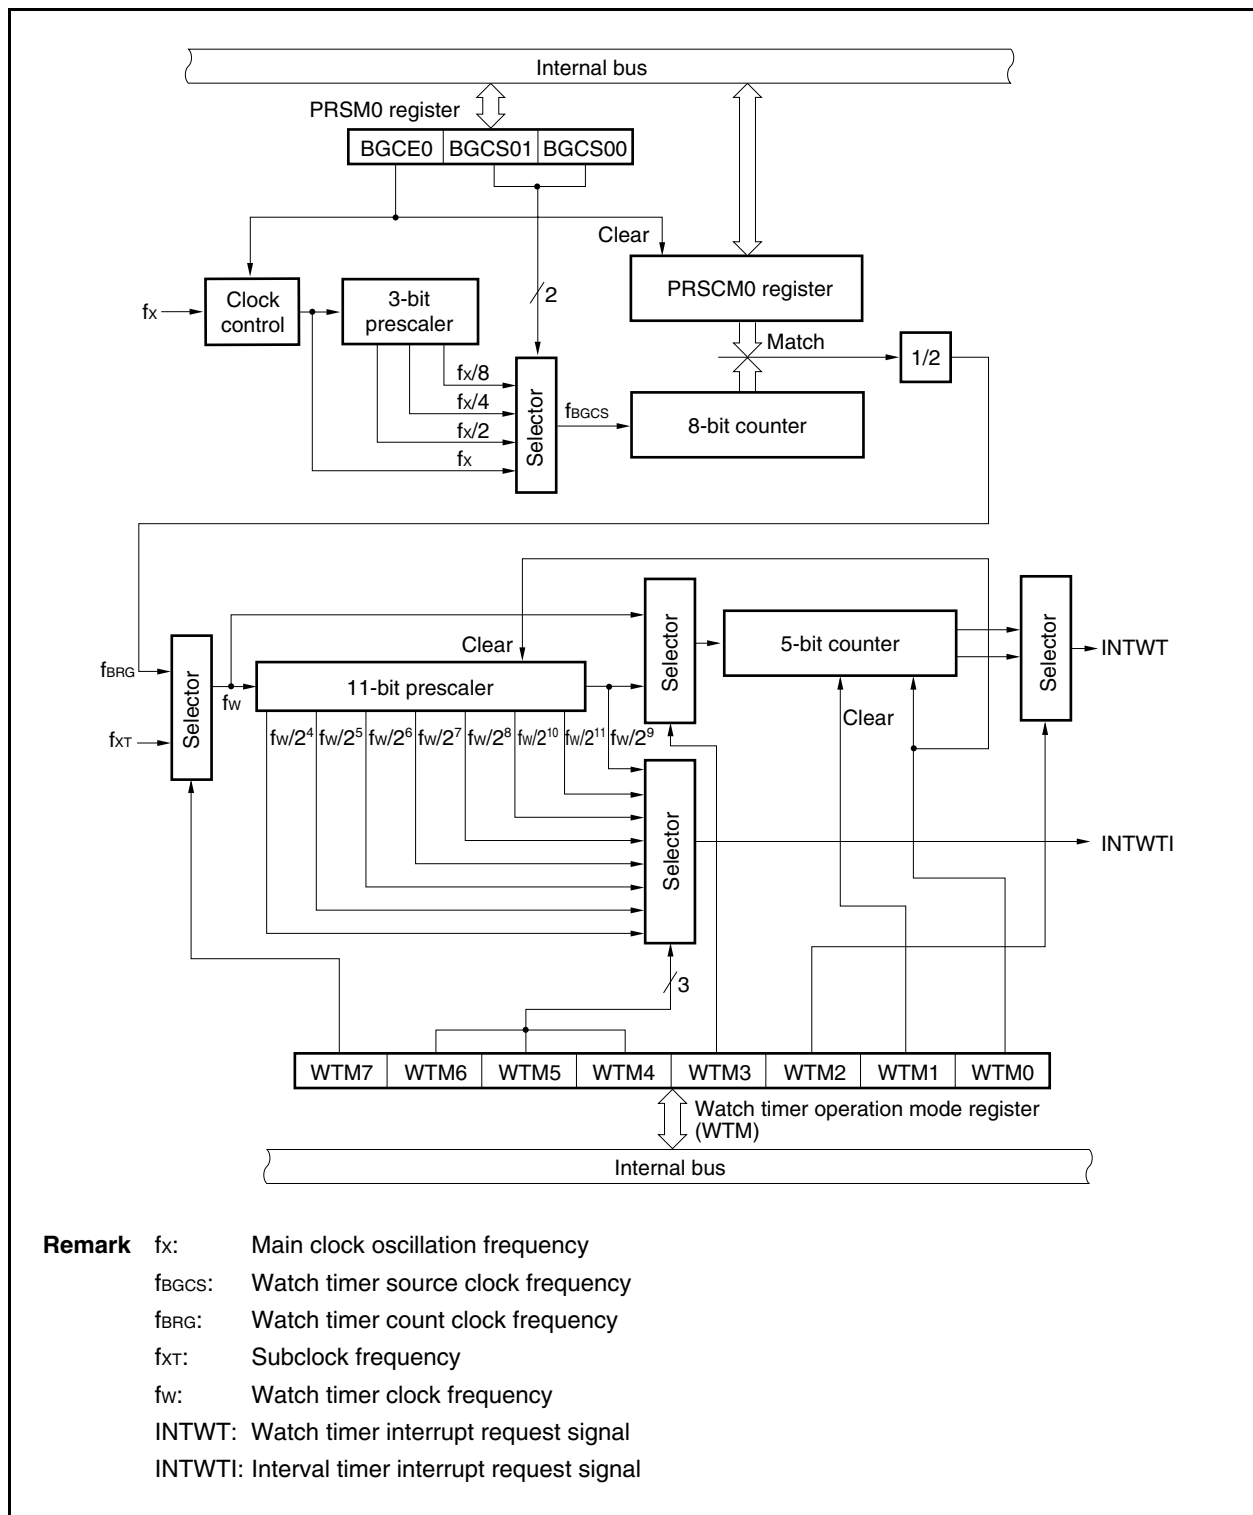 Internal bus
PRSM0 register
BGCE0 BGCS01 BGCS00
Clear
fX
Clock control
3-bit prescaler
2
PRSCM0 register
Match
1/2
fX/8
fX/4
fX/2
fX
Selector
fBGCS
8-bit counter
fBRG
fXT
Selector
fW
Clear
11-bit prescaler
Selector
5-bit counter
Clear
Selector
INTWT
fW/2⁴ fW/2⁵ fW/2⁶ fW/2⁷ fW/2⁸ fW/2¹⁰ fW/2¹¹ fW/2⁹
Selector
INTWTI
3
WTM7 WTM6 WTM5 WTM4 WTM3 WTM2 WTM1 WTM0
Watch timer operation mode register
(WTM)
Internal bus
Remark fX: Main clock oscillation frequency
fBGCS: Watch timer source clock frequency
fBRG: Watch timer count clock frequency
fXT: Subclock frequency
fW: Watch timer clock frequency
INTWT: Watch timer interrupt request signal
INTWTI: Interval timer interrupt request signal